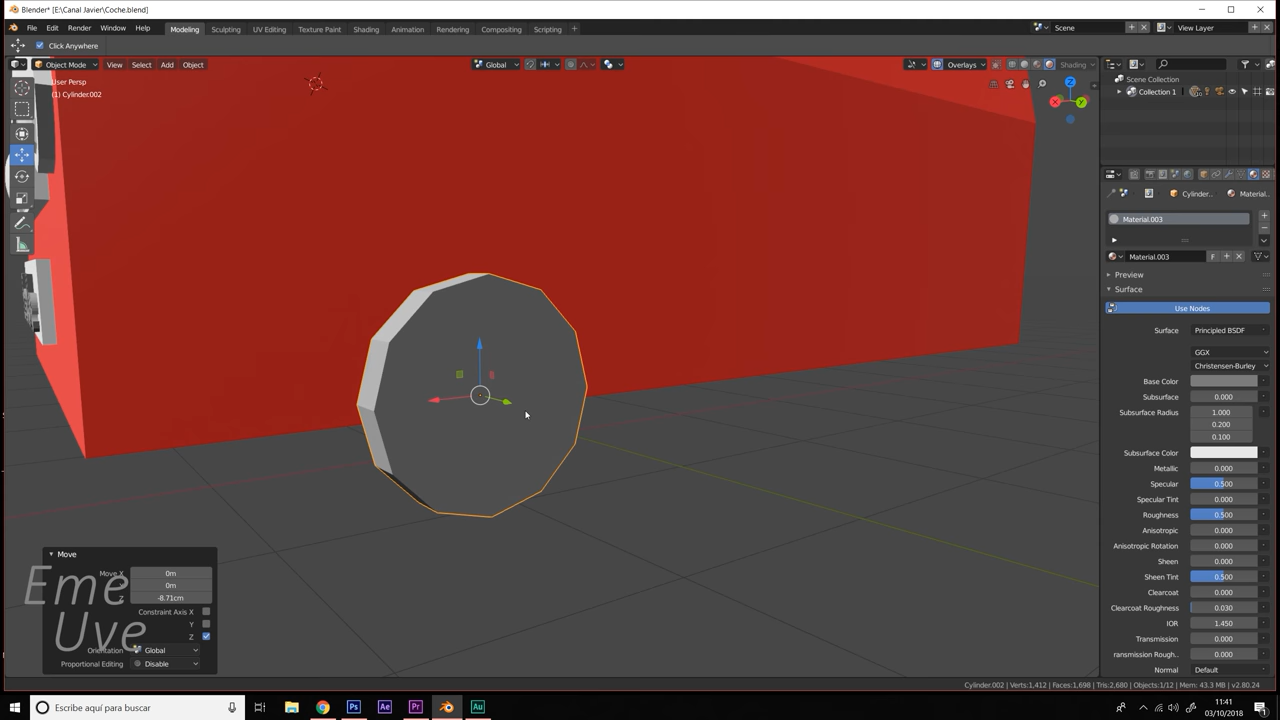 Blender* [E:\Canal Javier\Coche.blend]
File Edit Render Window Help Modeling Sculpting UV Editing Texture Paint Shading Animation Rendering Compositing Scripting + Scene View Layer
Click Anywhere
Object Mode View Select Add Object Global Overlays Shading
User Persp
(1) Cylinder.002
Z
X Y
Scene Collection
Collection 1
Cylinder.. Material...
Material.003
Material.003 F
Preview
Surface
Use Nodes
Surface Principled BSDF
GGX
Christensen-Burley
Base Color
Subsurface 0.000
Subsurface Radius 1.000
0.200
0.100
Subsurface Color
Metallic 0.000
Specular 0.500
Specular Tint 0.000
Roughness 0.500
Anisotropic 0.000
Anisotropic Rotation 0.000
Sheen 0.000
Sheen Tint 0.500
Clearcoat 0.000
Clearcoat Roughness 0.030
IOR 1.450
Transmission 0.000
ransmission Rough.. 0.000
Normal Default
Move
Move X 0m
0m
Z -8.71cm
Constraint Axis X
Y
Z
Orientation Global
Proportional Editing Disable
Eme
Uve
Cylinder.002 | Verts:1,412 | Faces:1,698 | Tris:2,680 | Objects:1/12 | Mem: 43.3 MB | v2.80.24
Escribe aquí para buscar
Ps Ae Pr Au
11:41
03/10/2018